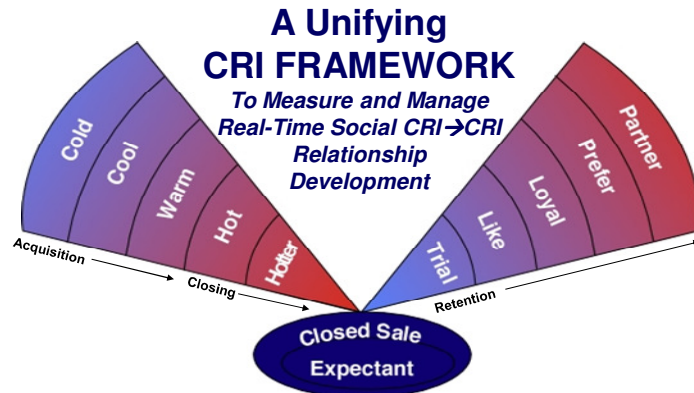 A Unifying
CRI FRAMEWORK
To Measure and Manage
Real-Time Social CRI→CRI
Relationship
Development
Cold
Cool
Warm
Hot
Hotter
Acquisition
Closing
Trial
Like
Loyal
Prefer
Partner
Retention
Closed Sale
Expectant